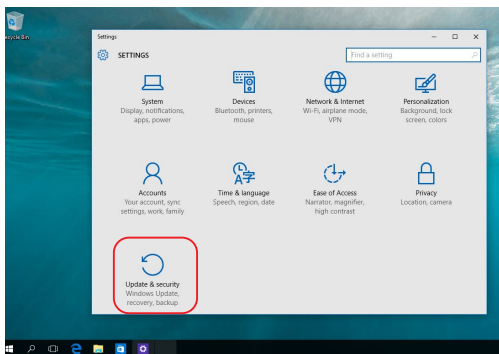 Recycle Bin
Settings
SETTINGS
Find a setting
System
Display, notifications,
apps, power
Devices
Bluetooth, printers,
mouse
Network & Internet
Wi-Fi, airplane mode,
VPN
Personalization
Background, lock
screen, colors
Accounts
Your account, sync
settings, work, family
Time & language
Speech, region, date
Ease of Access
Narrator, magnifier,
high contrast
Privacy
Location, camera
Update & security
Windows Update,
recovery, backup